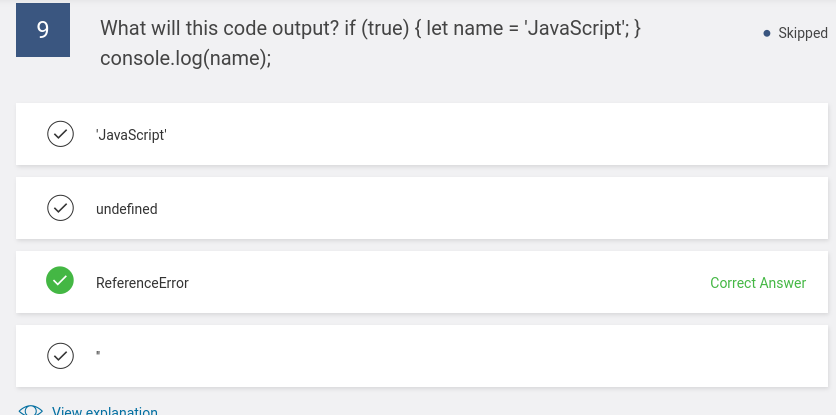 9
What will this code output? if (true) { let name = 'JavaScript'; }
console.log(name);
Skipped
'JavaScript'
undefined
ReferenceError
Correct Answer
''
View explanation